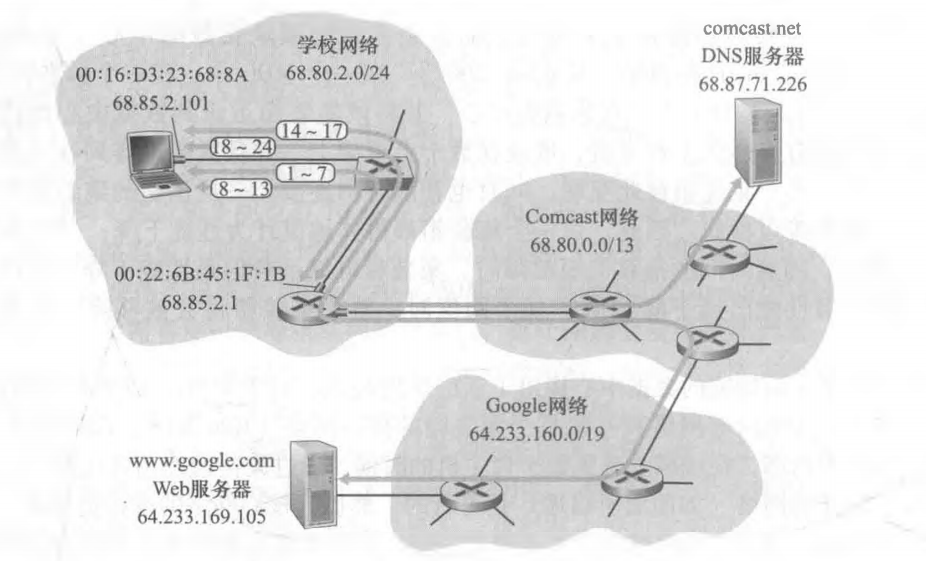 学校网络
68.80.2.0/24
00:16:D3:23:68:8A
68.85.2.101
14~17
18~24
1~7
8~13
00:22:6B:45:1F:1B
68.85.2.1
comcast.net
DNS服务器
68.87.71.226
Comcast网络
68.80.0.0/13
Google网络
64.233.160.0/19
www.google.com
Web服务器
64.233.169.105